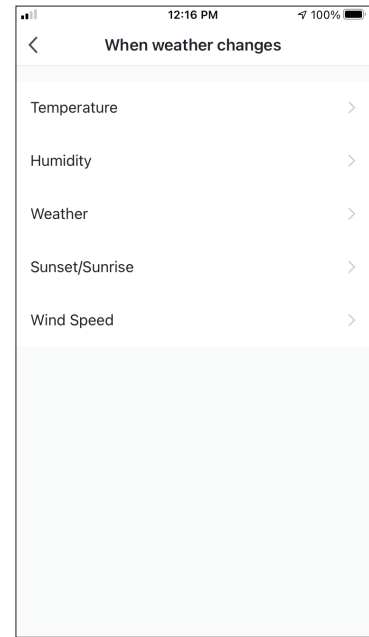 12:16 PM 100%
When weather changes
Temperature
Humidity
Weather
Sunset/Sunrise
Wind Speed